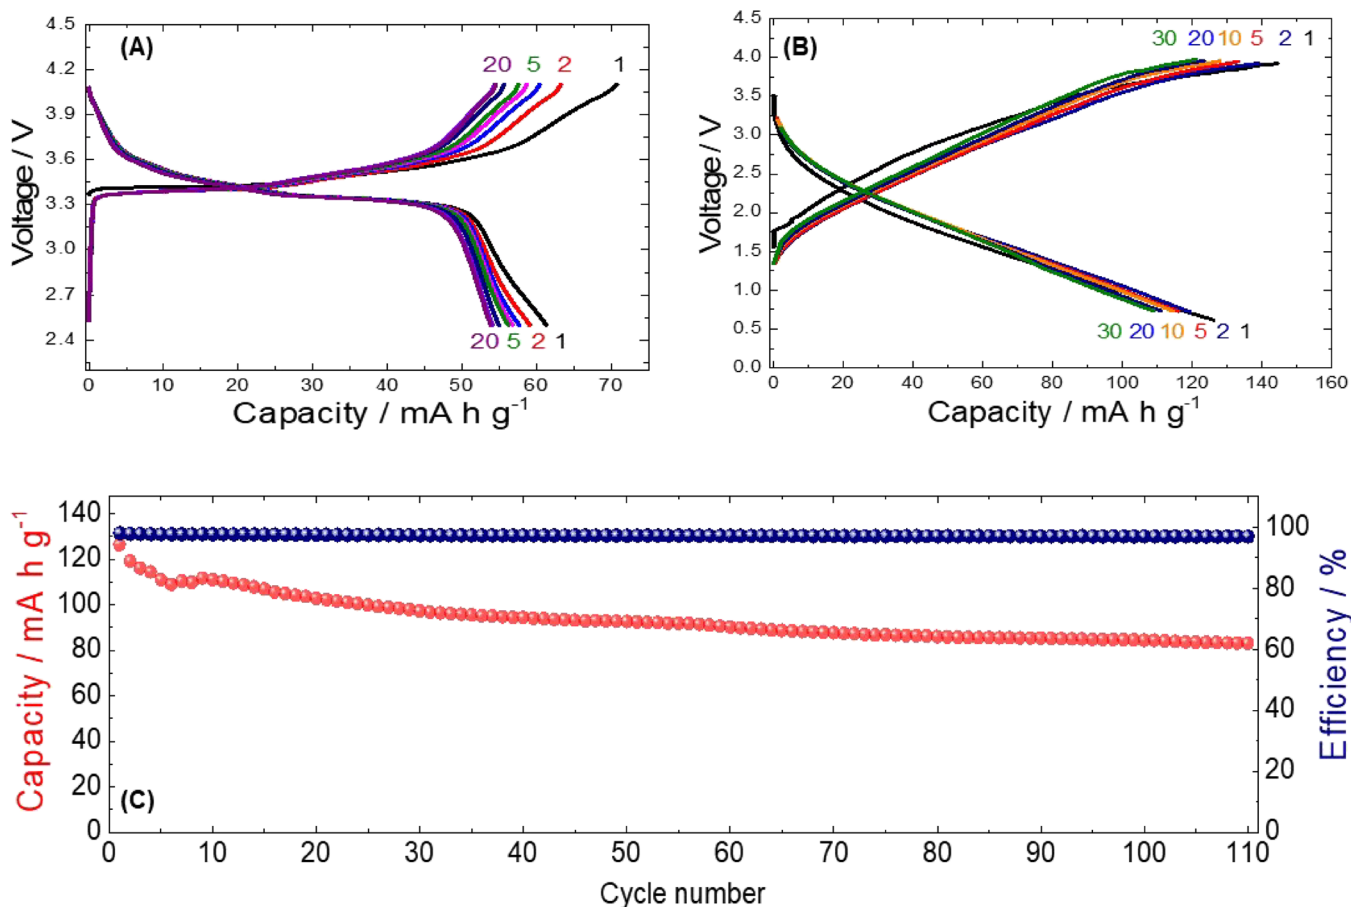 (A)
4.5
4.2
3.9
3.6
3.3
3.0
2.7
2.4
Voltage / V
20 5 2 1
20 5 2 1
0 10 20 30 40 50 60 70
Capacity / mA h g⁻¹
(B)
4.5
4.0
3.5
3.0
2.5
2.0
1.5
1.0
0.5
0.0
Voltage / V
30 20 10 5 2 1
30 20 10 5 2 1
0 20 40 60 80 100 120 140 160
Capacity / mA h g⁻¹
(C)
140
120
100
80
60
40
20
0
Capacity / mA h g⁻¹
100
80
60
40
20
0
Efficiency / %
0 10 20 30 40 50 60 70 80 90 100 110
Cycle number